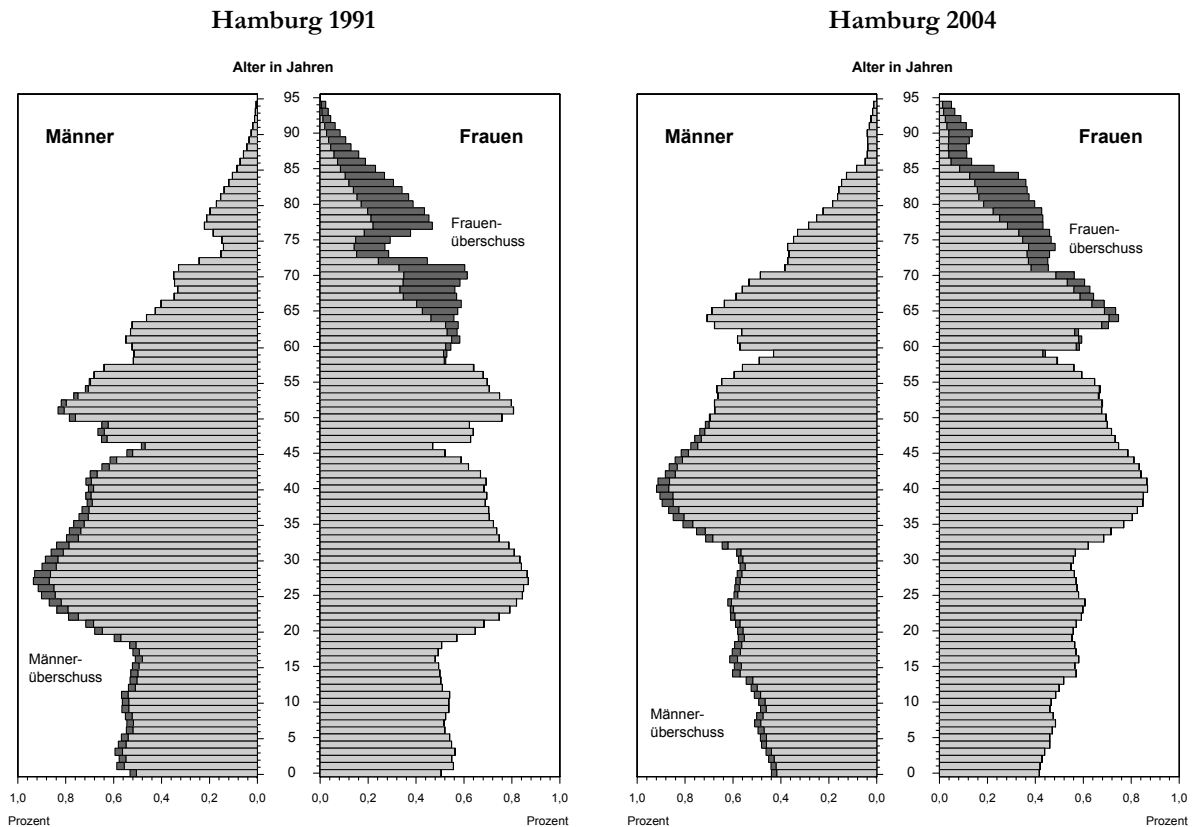 Hamburg 1991
Alter in Jahren
Männer
Frauen
95
90
85
80
75
70
65
60
55
50
45
40
35
30
25
20
15
10
5
0
Frauen-
überschuss
Männer-
überschuss
1,0 0,8 0,6 0,4 0,2 0,0
0,0 0,2 0,4 0,6 0,8 1,0
Prozent
Prozent
Hamburg 2004
Alter in Jahren
Männer
Frauen
95
90
85
80
75
70
65
60
55
50
45
40
35
30
25
20
15
10
5
0
Frauen-
überschuss
Männer-
überschuss
1,0 0,8 0,6 0,4 0,2 0,0
0,0 0,2 0,4 0,6 0,8 1,0
Prozent
Prozent